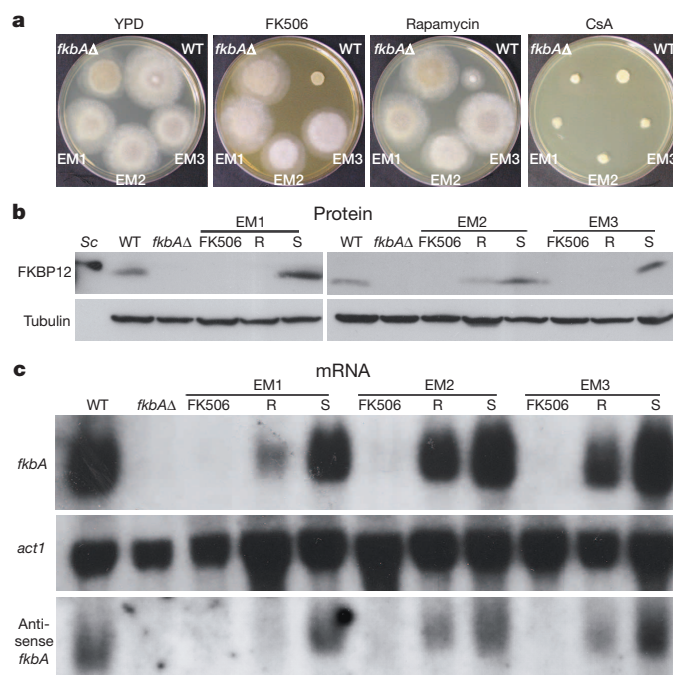 a
YPD FK506 Rapamycin CsA
fkbAΔ WT fkbAΔ WT fkbAΔ WT fkbAΔ WT
EM1 EM3 EM1 EM3 EM1 EM3 EM1 EM3
EM2 EM2 EM2 EM2
b Protein
EM1 EM2 EM3
Sc WT fkbAΔ FK506 R S WT fkbAΔ FK506 R S FK506 R S
FKBP12
Tubulin
c mRNA
EM1 EM2 EM3
WT fkbAΔ FK506 R S FK506 R S FK506 R S
fkbA
act1
Anti-
sense
fkbA